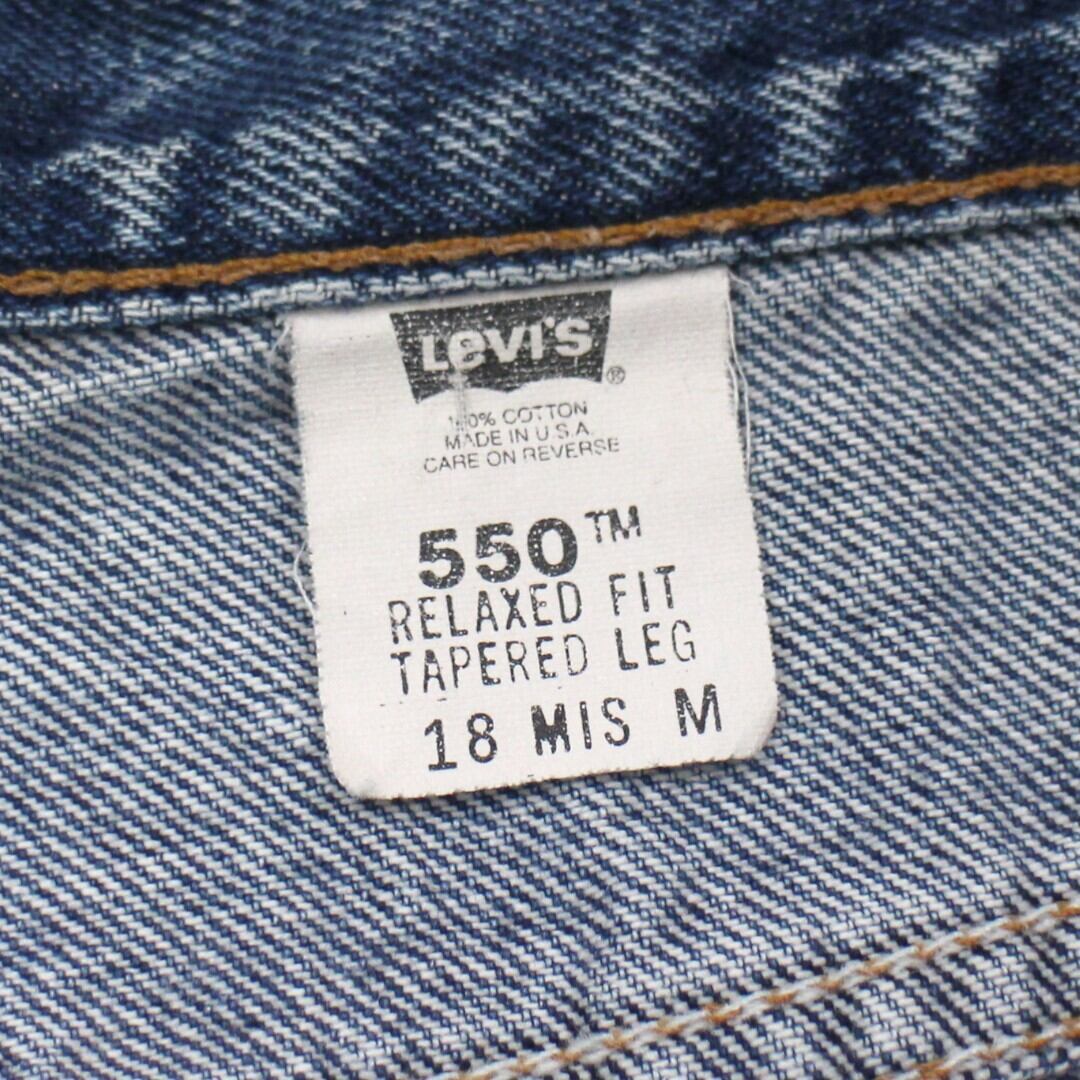 LEVI'S ®
100% COTTON
MADE IN U.S.A.
CARE ON REVERSE
550™
RELAXED FIT
TAPERED LEG
18 MIS M